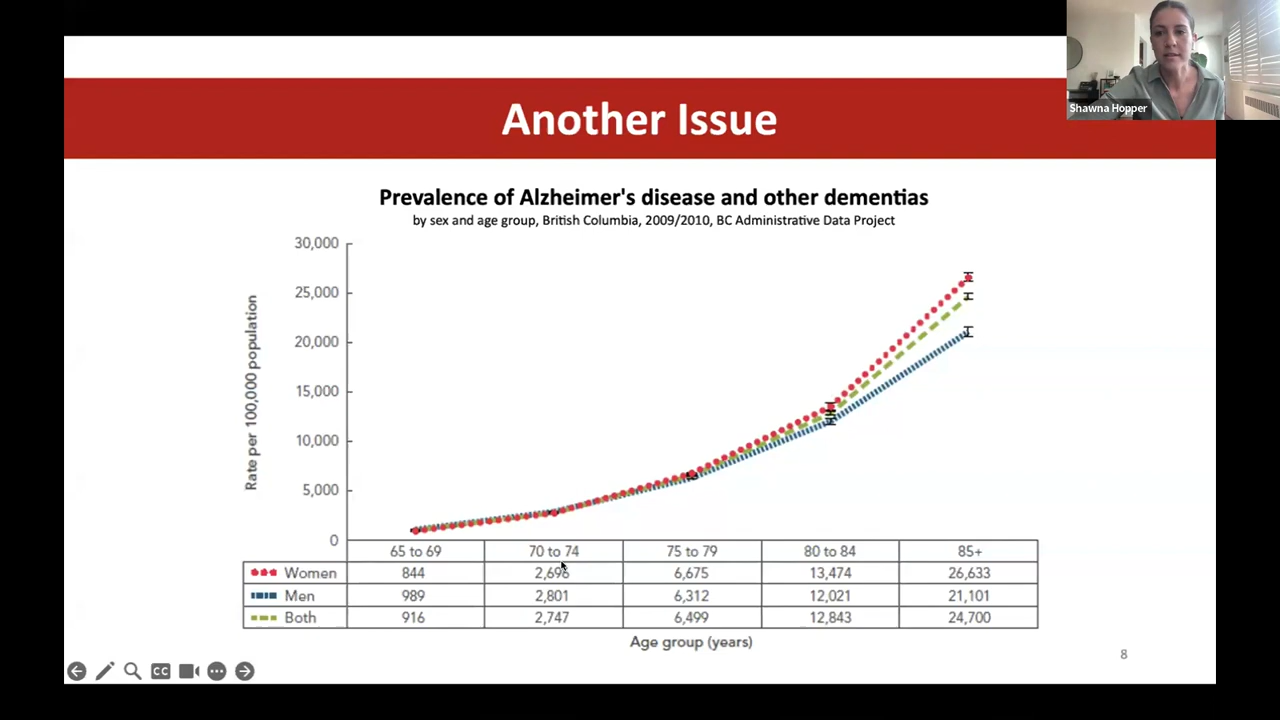 Shawna Hopper
Another Issue
Prevalence of Alzheimer's disease and other dementias
by sex and age group, British Columbia, 2009/2010, BC Administrative Data Project
Rate per 100,000 population
30,000
25,000
20,000
15,000
10,000
5,000
0
65 to 69 70 to 74 75 to 79 80 to 84 85+
Women 844 2,696 6,675 13,474 26,633
Men 989 2,801 6,312 12,021 21,101
Both 916 2,747 6,499 12,843 24,700
Age group (years)
8
CC